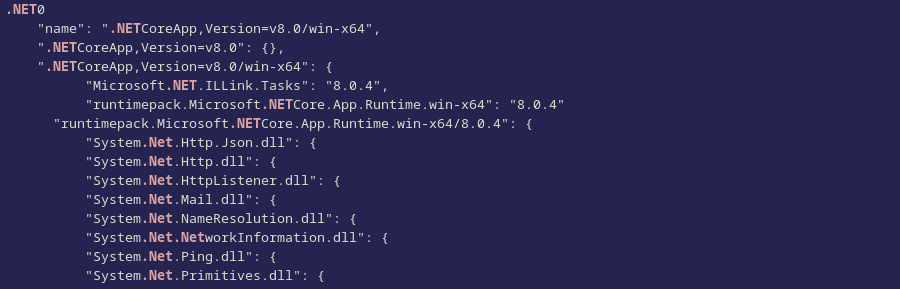 .NET0
"name": ".NETCoreApp,Version=v8.0/win-x64",
".NETCoreApp,Version=v8.0": {},
".NETCoreApp,Version=v8.0/win-x64": {
"Microsoft.NET.ILLink.Tasks": "8.0.4",
"runtimepack.Microsoft.NETCore.App.Runtime.win-x64": "8.0.4"
"runtimepack.Microsoft.NETCore.App.Runtime.win-x64/8.0.4": {
"System.Net.Http.Json.dll": {
"System.Net.Http.dll": {
"System.Net.HttpListener.dll": {
"System.Net.Mail.dll": {
"System.Net.NameResolution.dll": {
"System.Net.NetworkInformation.dll": {
"System.Net.Ping.dll": {
"System.Net.Primitives.dll": {